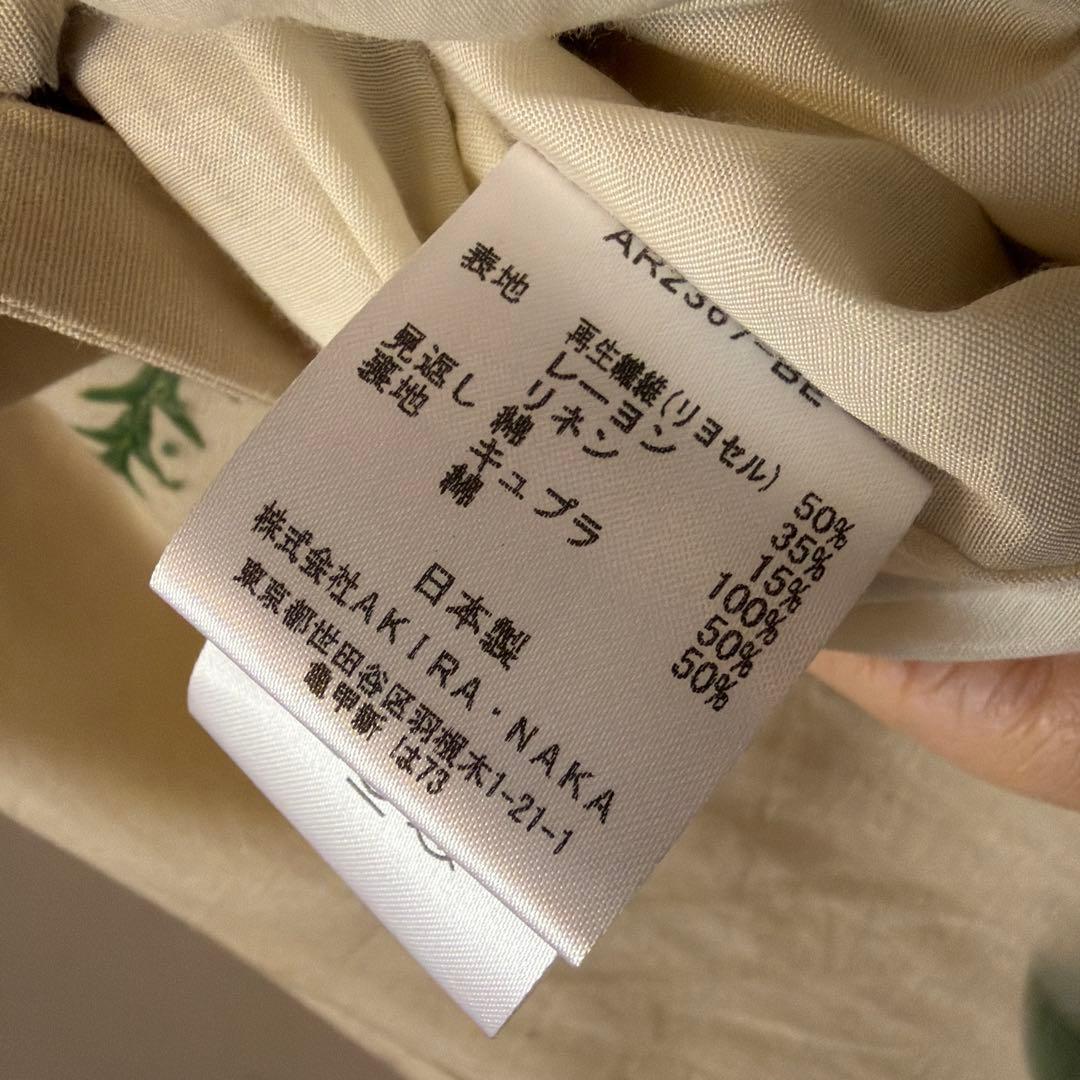 AR2367-BE
表地 再生繊維(リヨセル) 50%
レーヨン 35%
リネン 15%
見返し 綿 100%
裏地 キュプラ 50%
綿 50%
日本製
株式会社AKIRA・NAKA
東京都世田谷区羽根木1-21-1
亀甲新 は73